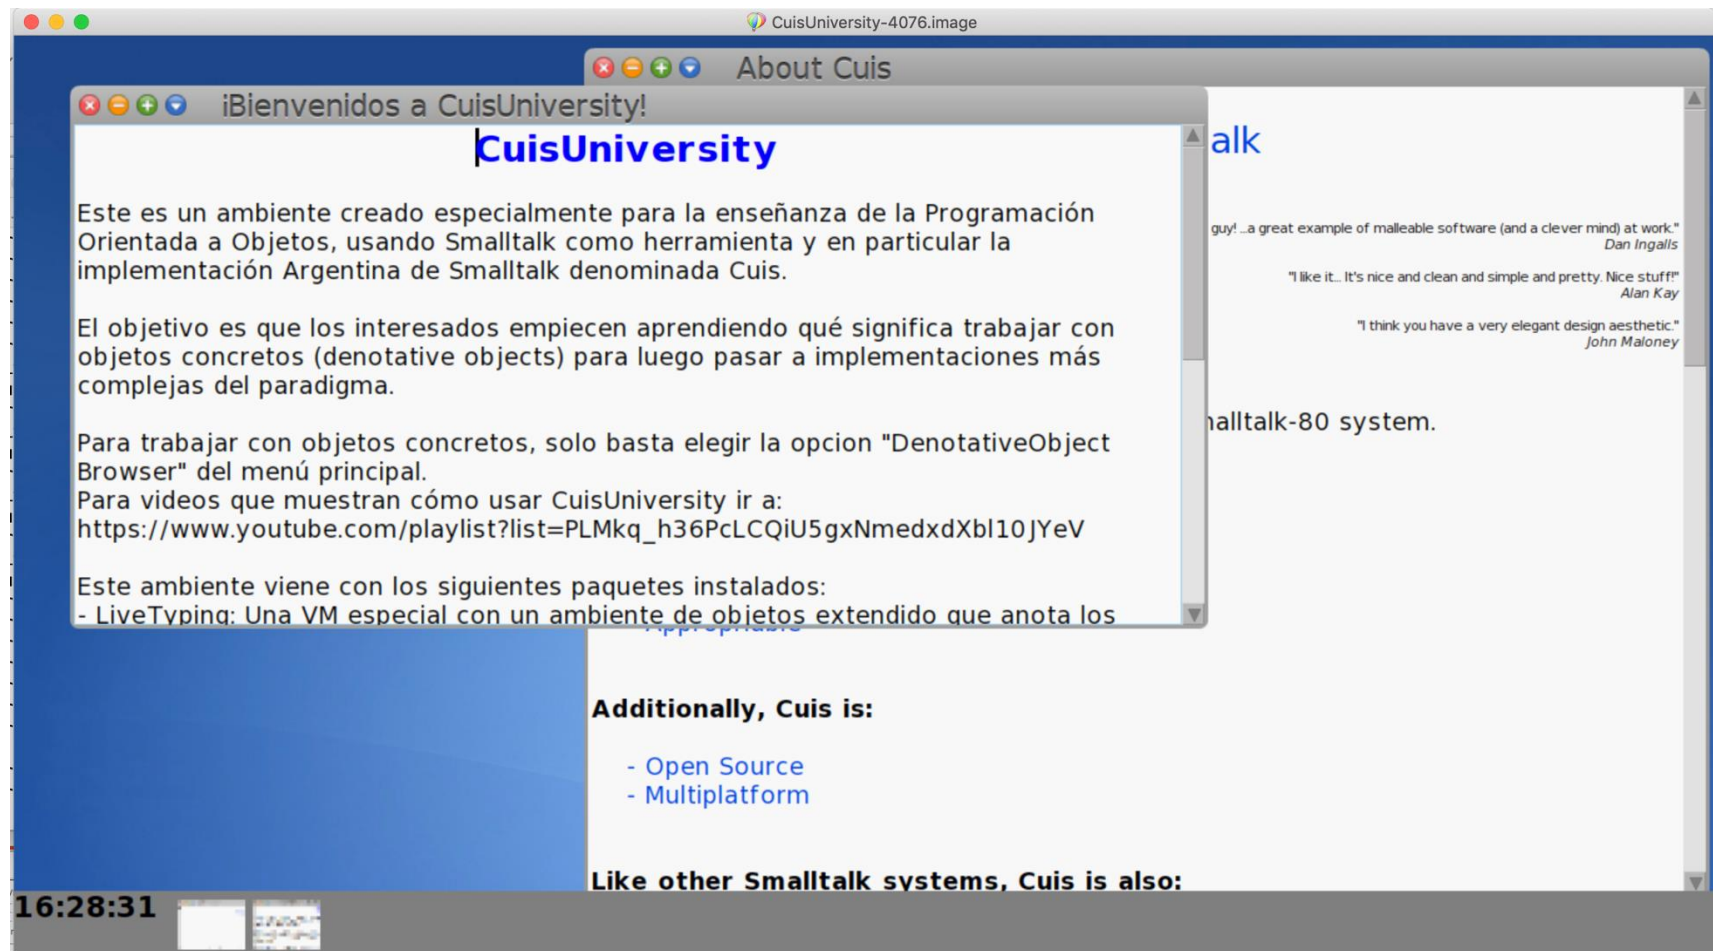 CuisUniversity-4076.image
About Cuis
¡Bienvenidos a CuisUniversity!
CuisUniversity
Este es un ambiente creado especialmente para la enseñanza de la Programación
Orientada a Objetos, usando Smalltalk como herramienta y en particular la
implementación Argentina de Smalltalk denominada Cuis.
El objetivo es que los interesados empiecen aprendiendo qué significa trabajar con
objetos concretos (denotative objects) para luego pasar a implementaciones más
complejas del paradigma.
Para trabajar con objetos concretos, solo basta elegir la opcion "DenotativeObject
Browser" del menú principal.
Para videos que muestran cómo usar CuisUniversity ir a:
https://www.youtube.com/playlist?list=PLMkq_h36PcLCQiU5gxNmedxdXbl10JYeV
Este ambiente viene con los siguientes paquetes instalados:
- LiveTyping: Una VM especial con un ambiente de objetos extendido que anota los
alk
guy! ...a great example of malleable software (and a clever mind) at work."
Dan Ingalls
"I like it... It's nice and clean and simple and pretty. Nice stuff!"
Alan Kay
"I think you have a very elegant design aesthetic."
John Maloney
malltalk-80 system.
- Appropriable
Additionally, Cuis is:
- Open Source
- Multiplatform
Like other Smalltalk systems, Cuis is also:
16:28:31